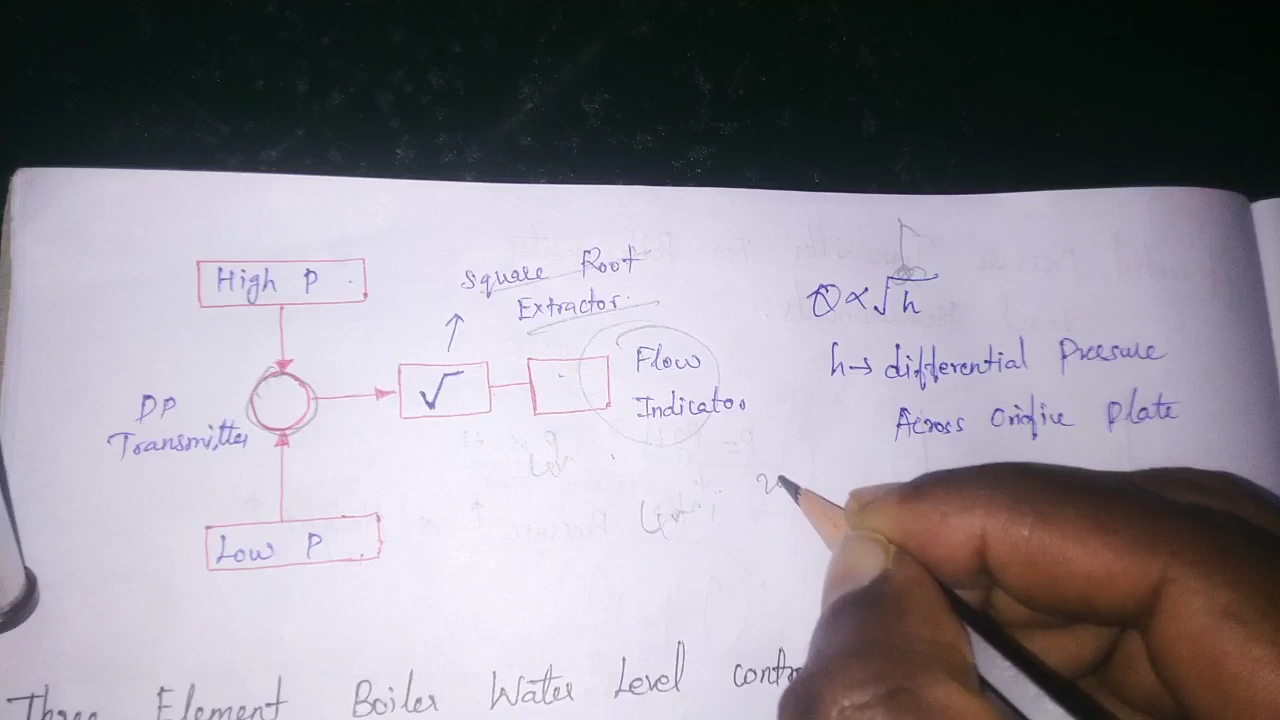 High P
Square Root
Extractor
Q ∝ √h
√
Flow
Indicator
h → differential Pressure
Across Orifice Plate
DP
Transmitter
Low P
Three Element Boiler Water Level